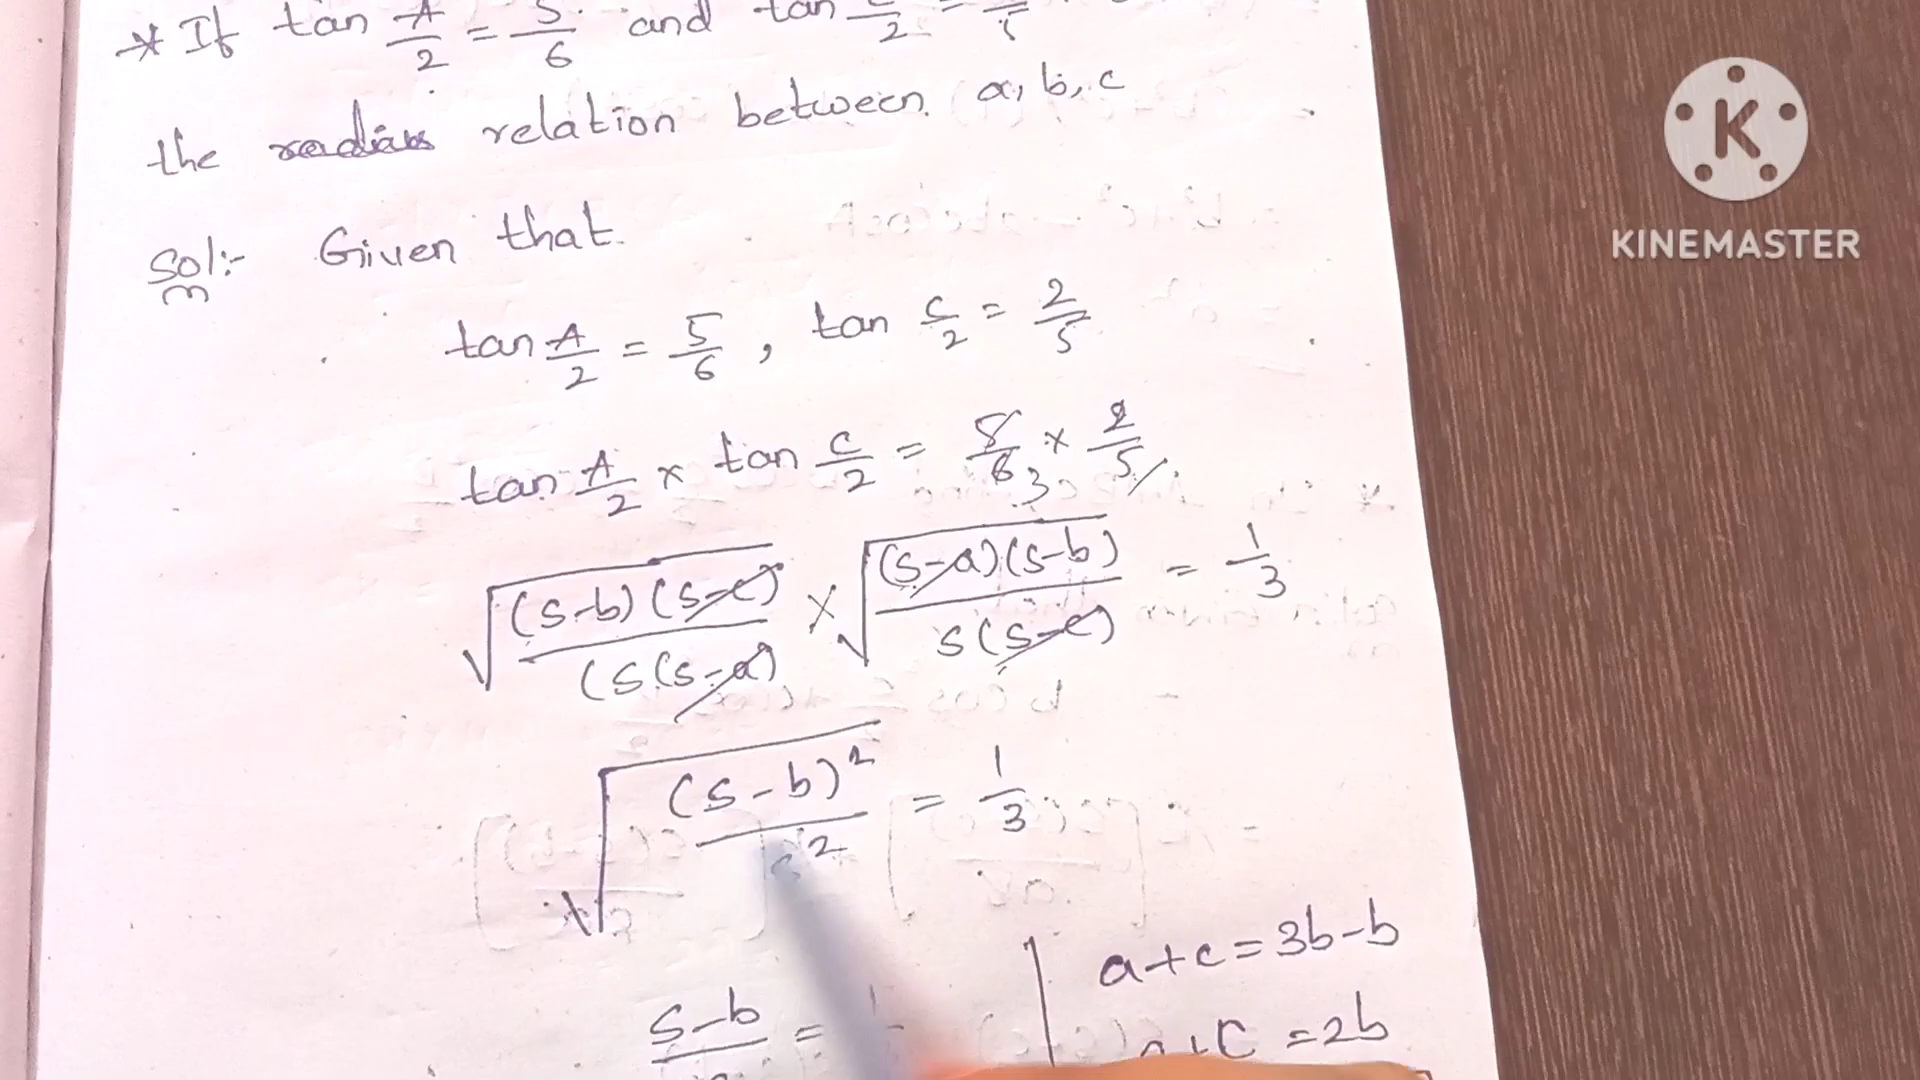 * If tan A/2 = 5/6 and tan C/2 =
the relation between a, b, c
Sol:- Given that
tan A/2 = 5/6 , tan C/2 = 2/5
tan A/2 x tan C/2 = 5/6 3 x 2/5
√((s-b)(s-c)/(s(s-a)) x √((s-a)(s-b)/s(s-c)) = 1/3
√((s-b)²/s²) = 1/3
s-b =
a+c = 3b-b
a+c = 2b
K
KINEMASTER